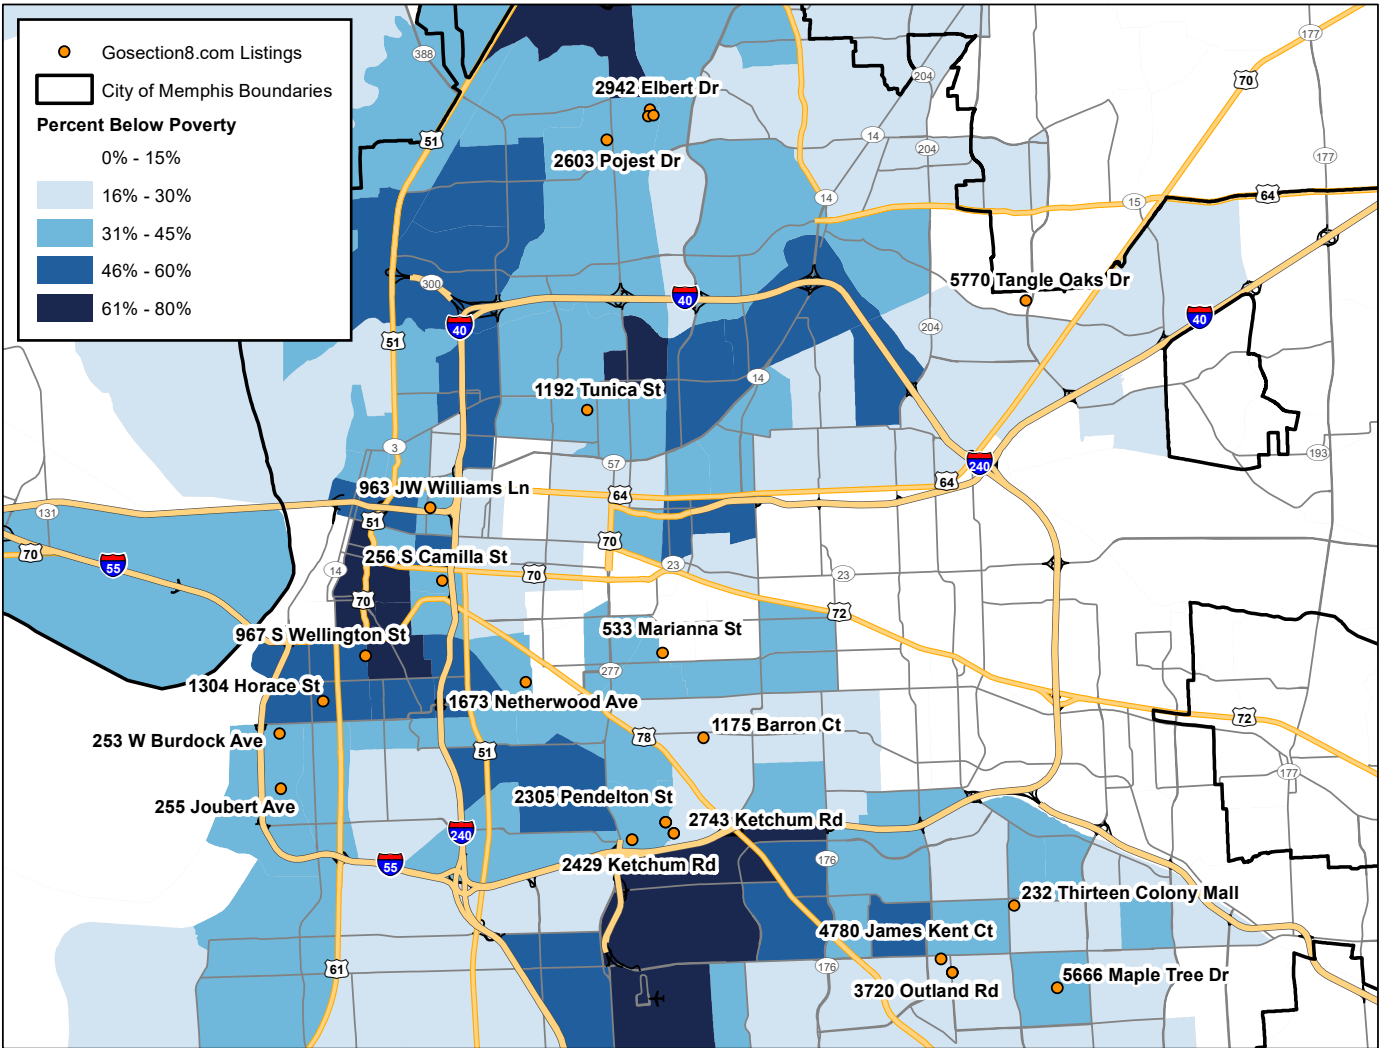 Gosection8.com Listings
City of Memphis Boundaries
Percent Below Poverty
0% - 15%
16% - 30%
31% - 45%
46% - 60%
61% - 80%
388
177
70
204
2942 Elbert Dr
51
14
204
2603 Pojest Dr
177
14
15
64
300
5770 Tangle Oaks Dr
40
40
40
204
51
14
1192 Tunica St
3
57
240
193
64
64
963 JW Williams Ln
131
51
70
70
55
256 S Camilla St
14
70
23
23
70
72
967 S Wellington St
533 Marianna St
277
1304 Horace St
1673 Netherwood Ave
72
253 W Burdock Ave
78
1175 Barron Ct
51
177
255 Joubert Ave
2305 Pendelton St
2743 Ketchum Rd
240
55
2429 Ketchum Rd
176
232 Thirteen Colony Mall
4780 James Kent Ct
61
176
5666 Maple Tree Dr
3720 Outland Rd